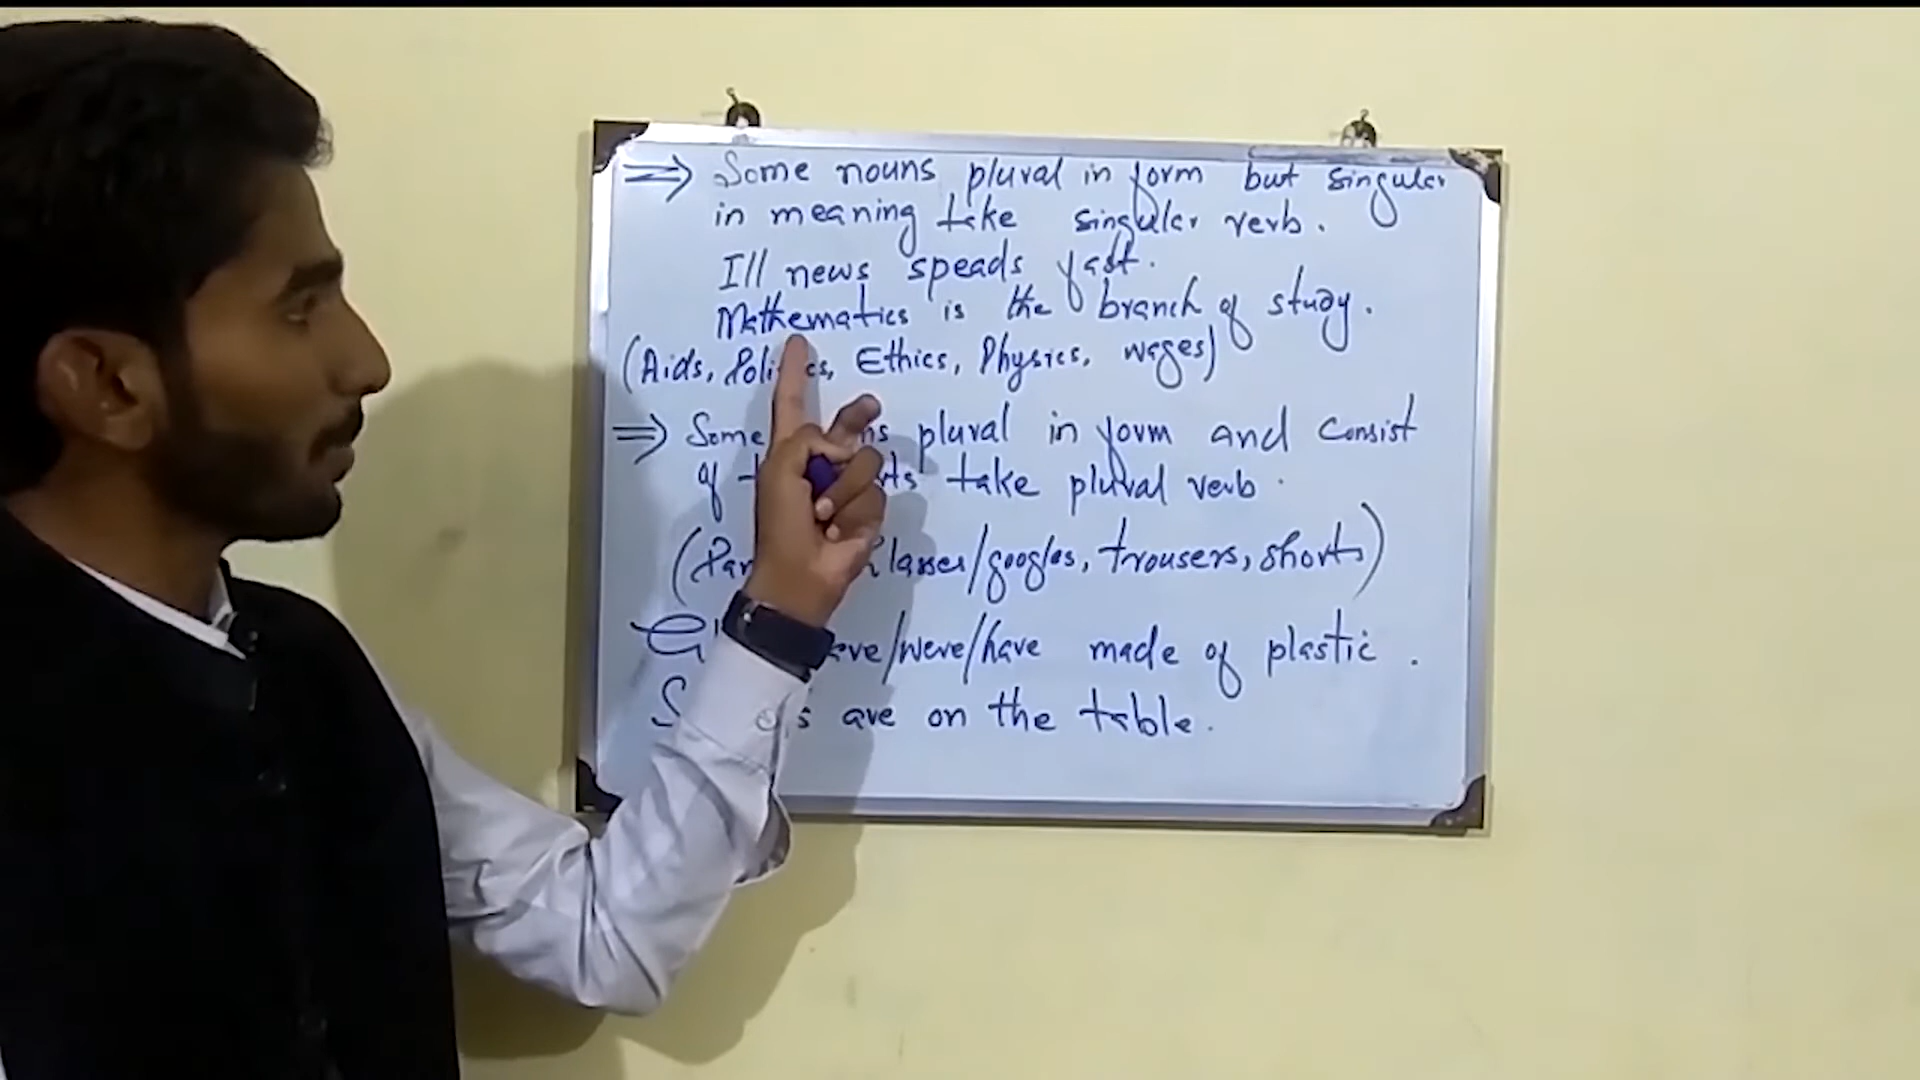 ⇒ Some nouns plural in form but singular
in meaning take singular verb.
Ill news speads fast.
Mathematics is the branch of study.
(Aids, Politics, Ethics, Physics, wages)
⇒ Some plural in form and consist
of take plural verb.
/googles, trousers, shorts)
/were/have made of plastic.
are on the table.